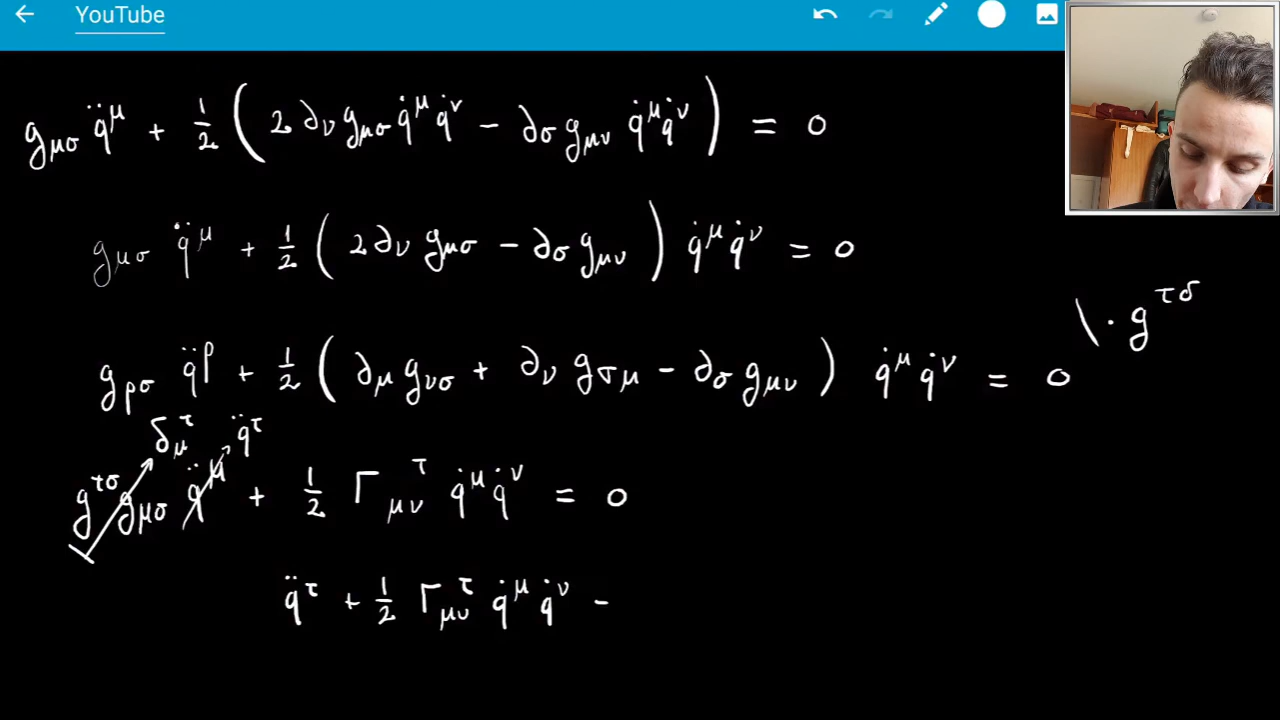 YouTube
g_{μσ} q̈^μ + 1/2 ( 2 ∂_ν g_{μσ} q̇^μ q̇^ν − ∂_σ g_{μν} q̇^μ q̇^ν ) = 0
g_{μσ} q̈^μ + 1/2 ( 2 ∂_ν g_{μσ} − ∂_σ g_{μν} ) q̇^μ q̇^ν = 0
\ · g^{τσ}
g_{ρσ} q̈^ρ + 1/2 ( ∂_μ g_{νσ} + ∂_ν g_{σμ} − ∂_σ g_{μν} ) q̇^μ q̇^ν = 0
δ_μ^τ q̈^τ
g^{τσ} g_{μσ} q̈^μ + 1/2 Γ_{μν}^τ q̇^μ q̇^ν = 0
q̈^τ + 1/2 Γ_{μν}^τ q̇^μ q̇^ν −